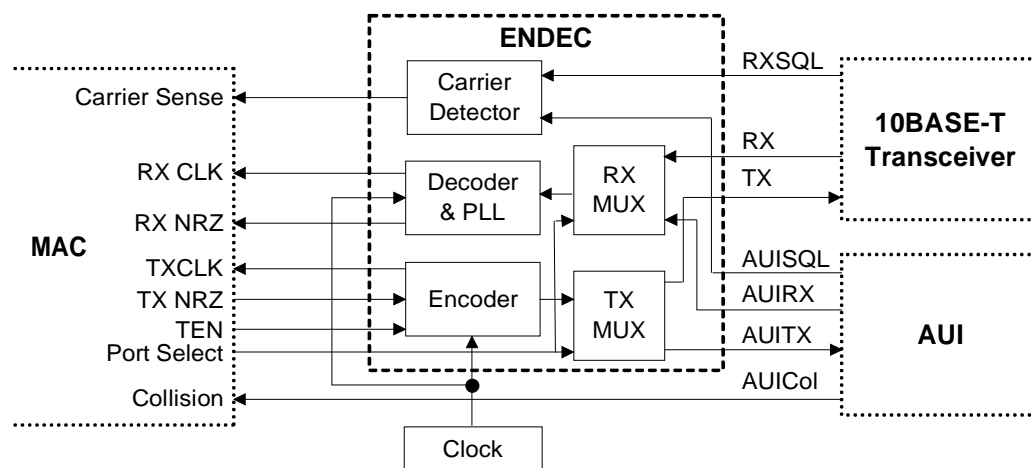 ENDEC
RXSQL
Carrier Sense
Carrier
Detector
10BASE-T
Transceiver
RX
RX CLK
Decoder
& PLL
RX
MUX
TX
RX NRZ
MAC
AUISQL
TXCLK
Encoder
TX
MUX
AUIRX
TX NRZ
TEN
AUITX
AUI
Port Select
AUICol
Collision
Clock